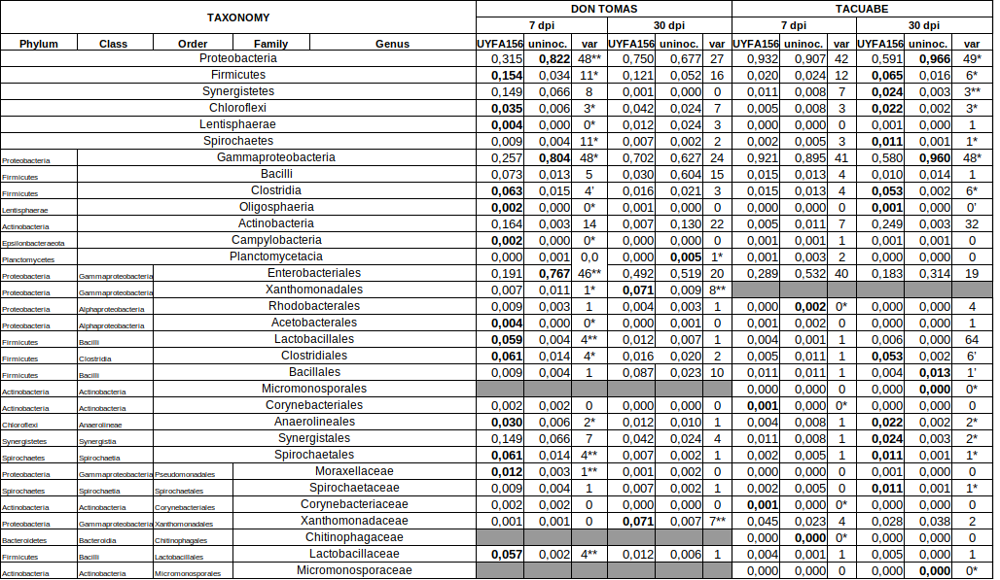 TAXONOMY DON TOMAS TACUABE
7 dpi 30 dpi 7 dpi 30 dpi
Phylum Class Order Family Genus UYFA156 uninoc. var UYFA156 uninoc. var UYFA156 uninoc. var UYFA156 uninoc. var
Proteobacteria 0,315 0,822 48** 0,750 0,677 27 0,932 0,907 42 0,591 0,966 49*
Firmicutes 0,154 0,034 11* 0,121 0,052 16 0,020 0,024 12 0,065 0,016 6*
Synergistetes 0,149 0,066 8 0,001 0,000 0 0,011 0,008 7 0,024 0,003 3**
Chloroflexi 0,035 0,006 3* 0,042 0,024 7 0,005 0,008 3 0,022 0,002 3*
Lentisphaerae 0,004 0,000 0* 0,012 0,024 3 0,000 0,000 0 0,001 0,000 1
Spirochaetes 0,009 0,004 11* 0,007 0,002 2 0,002 0,005 3 0,011 0,001 1*
Proteobacteria Gammaproteobacteria 0,257 0,804 48* 0,702 0,627 24 0,921 0,895 41 0,580 0,960 48*
Firmicutes Bacilli 0,073 0,013 5 0,030 0,604 15 0,015 0,013 4 0,010 0,014 1
Firmicutes Clostridia 0,063 0,015 4' 0,016 0,021 3 0,015 0,013 4 0,053 0,002 6*
Lentisphaerae Oligosphaeria 0,002 0,000 0* 0,001 0,000 0 0,000 0,000 0 0,001 0,000 0'
Actinobacteria Actinobacteria 0,164 0,003 14 0,007 0,130 22 0,005 0,011 7 0,249 0,003 32
Epsilonbacteraeota Campylobacteria 0,002 0,000 0* 0,000 0,000 0 0,001 0,001 1 0,001 0,001 0
Planctomycetes Planctomycetacia 0,000 0,001 0,0 0,000 0,005 1* 0,001 0,003 2 0,000 0,000 0
Proteobacteria Gammaproteobacteria Enterobacteriales 0,191 0,767 46** 0,492 0,519 20 0,289 0,532 40 0,183 0,314 19
Proteobacteria Gammaproteobacteria Xanthomonadales 0,007 0,011 1* 0,071 0,009 8**
Proteobacteria Alphaproteobacteria Rhodobacterales 0,009 0,003 1 0,004 0,003 1 0,000 0,002 0* 0,000 0,000 4
Proteobacteria Alphaproteobacteria Acetobacterales 0,004 0,000 0* 0,000 0,001 0 0,001 0,002 0 0,000 0,000 1
Firmicutes Bacilli Lactobacillales 0,059 0,004 4** 0,012 0,007 1 0,004 0,001 1 0,006 0,000 64
Firmicutes Clostridia Clostridiales 0,061 0,014 4* 0,016 0,020 2 0,005 0,011 1 0,053 0,002 6'
Firmicutes Bacilli Bacillales 0,009 0,004 1 0,087 0,023 10 0,011 0,011 1 0,004 0,013 1'
Actinobacteria Actinobacteria Micromonosporales 0,000 0,000 0 0,000 0,000 0*
Actinobacteria Actinobacteria Corynebacteriales 0,002 0,002 0 0,000 0,000 0 0,001 0,000 0* 0,000 0,000 0
Chloroflexi Anaerolineae Anaerolineales 0,030 0,006 2* 0,012 0,010 1 0,004 0,008 1 0,022 0,002 2*
Synergistetes Synergistia Synergistales 0,149 0,066 7 0,042 0,024 4 0,011 0,008 1 0,024 0,003 2*
Spirochaetes Spirochaetia Spirochaetales 0,061 0,014 4** 0,007 0,002 1 0,002 0,005 1 0,011 0,001 1*
Proteobacteria Gammaproteobacteria Pseudomonadales Moraxellaceae 0,012 0,003 1** 0,001 0,002 0 0,000 0,000 0 0,001 0,000 0
Spirochaetes Spirochaetia Spirochaetales Spirochaetaceae 0,009 0,004 1 0,007 0,002 1 0,002 0,005 0 0,011 0,001 1*
Actinobacteria Actinobacteria Corynebacteriales Corynebacteriaceae 0,002 0,002 0 0,000 0,000 0 0,001 0,000 0* 0,000 0,000 0
Proteobacteria Gammaproteobacteria Xanthomonadales Xanthomonadaceae 0,001 0,001 0 0,071 0,007 7** 0,045 0,023 4 0,028 0,038 2
Bacteroidetes Bacteroidia Chitinophagales Chitinophagaceae 0,000 0,000 0* 0,000 0,000 0
Firmicutes Bacilli Lactobacillales Lactobacillaceae 0,057 0,002 4** 0,012 0,006 1 0,004 0,001 1 0,005 0,000 1
Actinobacteria Actinobacteria Micromonosporales Micromonosporaceae 0,000 0,000 0 0,000 0,000 0*